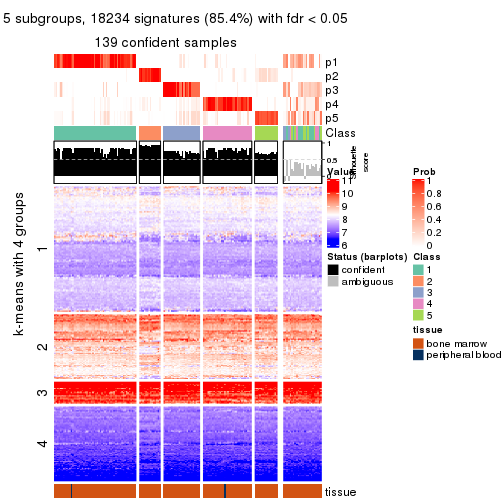 5 subgroups, 18234 signatures (85.4%) with fdr < 0.05
139 confident samples
p1
p2
p3
p4
p5
Class
1
0.5
0
Silhouette
score
k-means with 4 groups
1
2
3
4
tissue
Value
11
10
9
8
7
6
Prob
1
0.8
0.6
0.4
0.2
0
Status (barplots)
confident
ambiguous
Class
1
2
3
4
5
tissue
bone marrow
peripheral blood